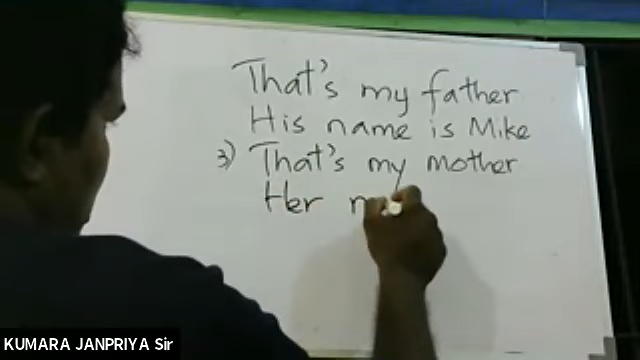 That's my father
His name is Mike
3) That's my mother
Her n
KUMARA JANPRIYA Sir